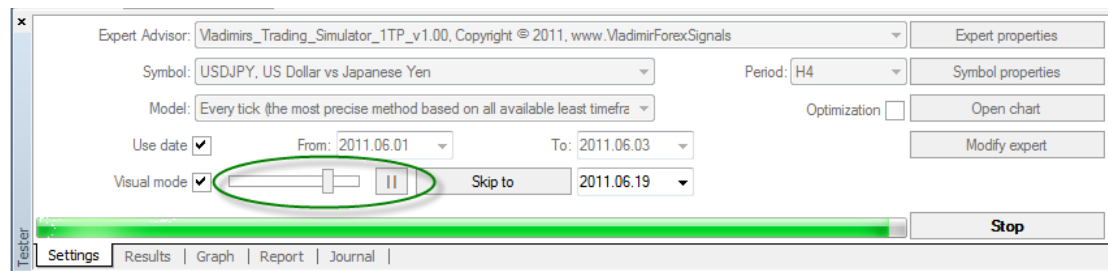 x
Expert Advisor: Vladimirs_Trading_Simulator_1TP_v1.00, Copyright © 2011, www.VladimirForexSignals Expert properties
Symbol: USDJPY, US Dollar vs Japanese Yen Period: H4 Symbol properties
Model: Every tick (the most precise method based on all available least timefra Optimization Open chart
Use date From: 2011.06.01 To: 2011.06.03 Modify expert
Visual mode Skip to 2011.06.19
Stop
Tester
Settings Results | Graph | Report | Journal |